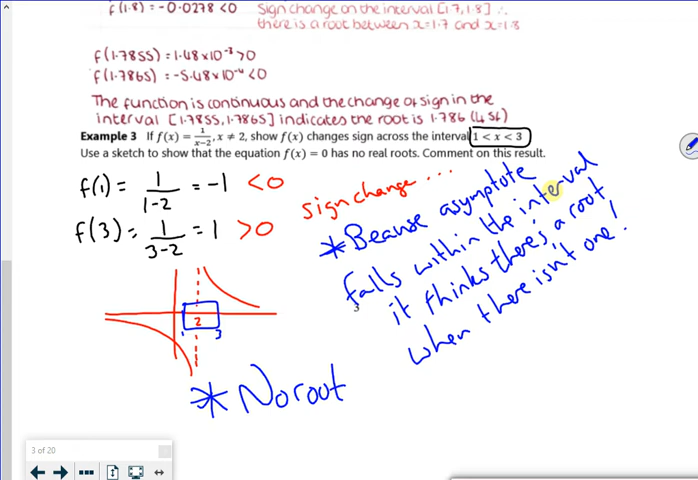 f(1.8) = -0.0278 <0
Sign change on the interval [1.7, 1.8] ∴
there is a root between x=1.7 and x=1.8
f(1.7855) = 1.48 ×10⁻³ >0
f(1.7865) = -5.48×10⁻⁴ <0
The function is continuous and the change of sign in the
interval [1.7855, 1.7865] indicates the root is 1.786 (4sf)
Example 3 If f(x) = 1/(x−2), x ≠ 2, show f(x) changes sign across the interval 1 < x < 3
Use a sketch to show that the equation f(x) = 0 has no real roots. Comment on this result.
f(1) = 1/(1-2) = -1 <0
f(3) = 1/(3-2) = 1 >0
sign change ...
*Beause asymptote
falls within the interval
it thinks there's a root
when there isn't one!
1 2 3
3
* No root
3 of 20